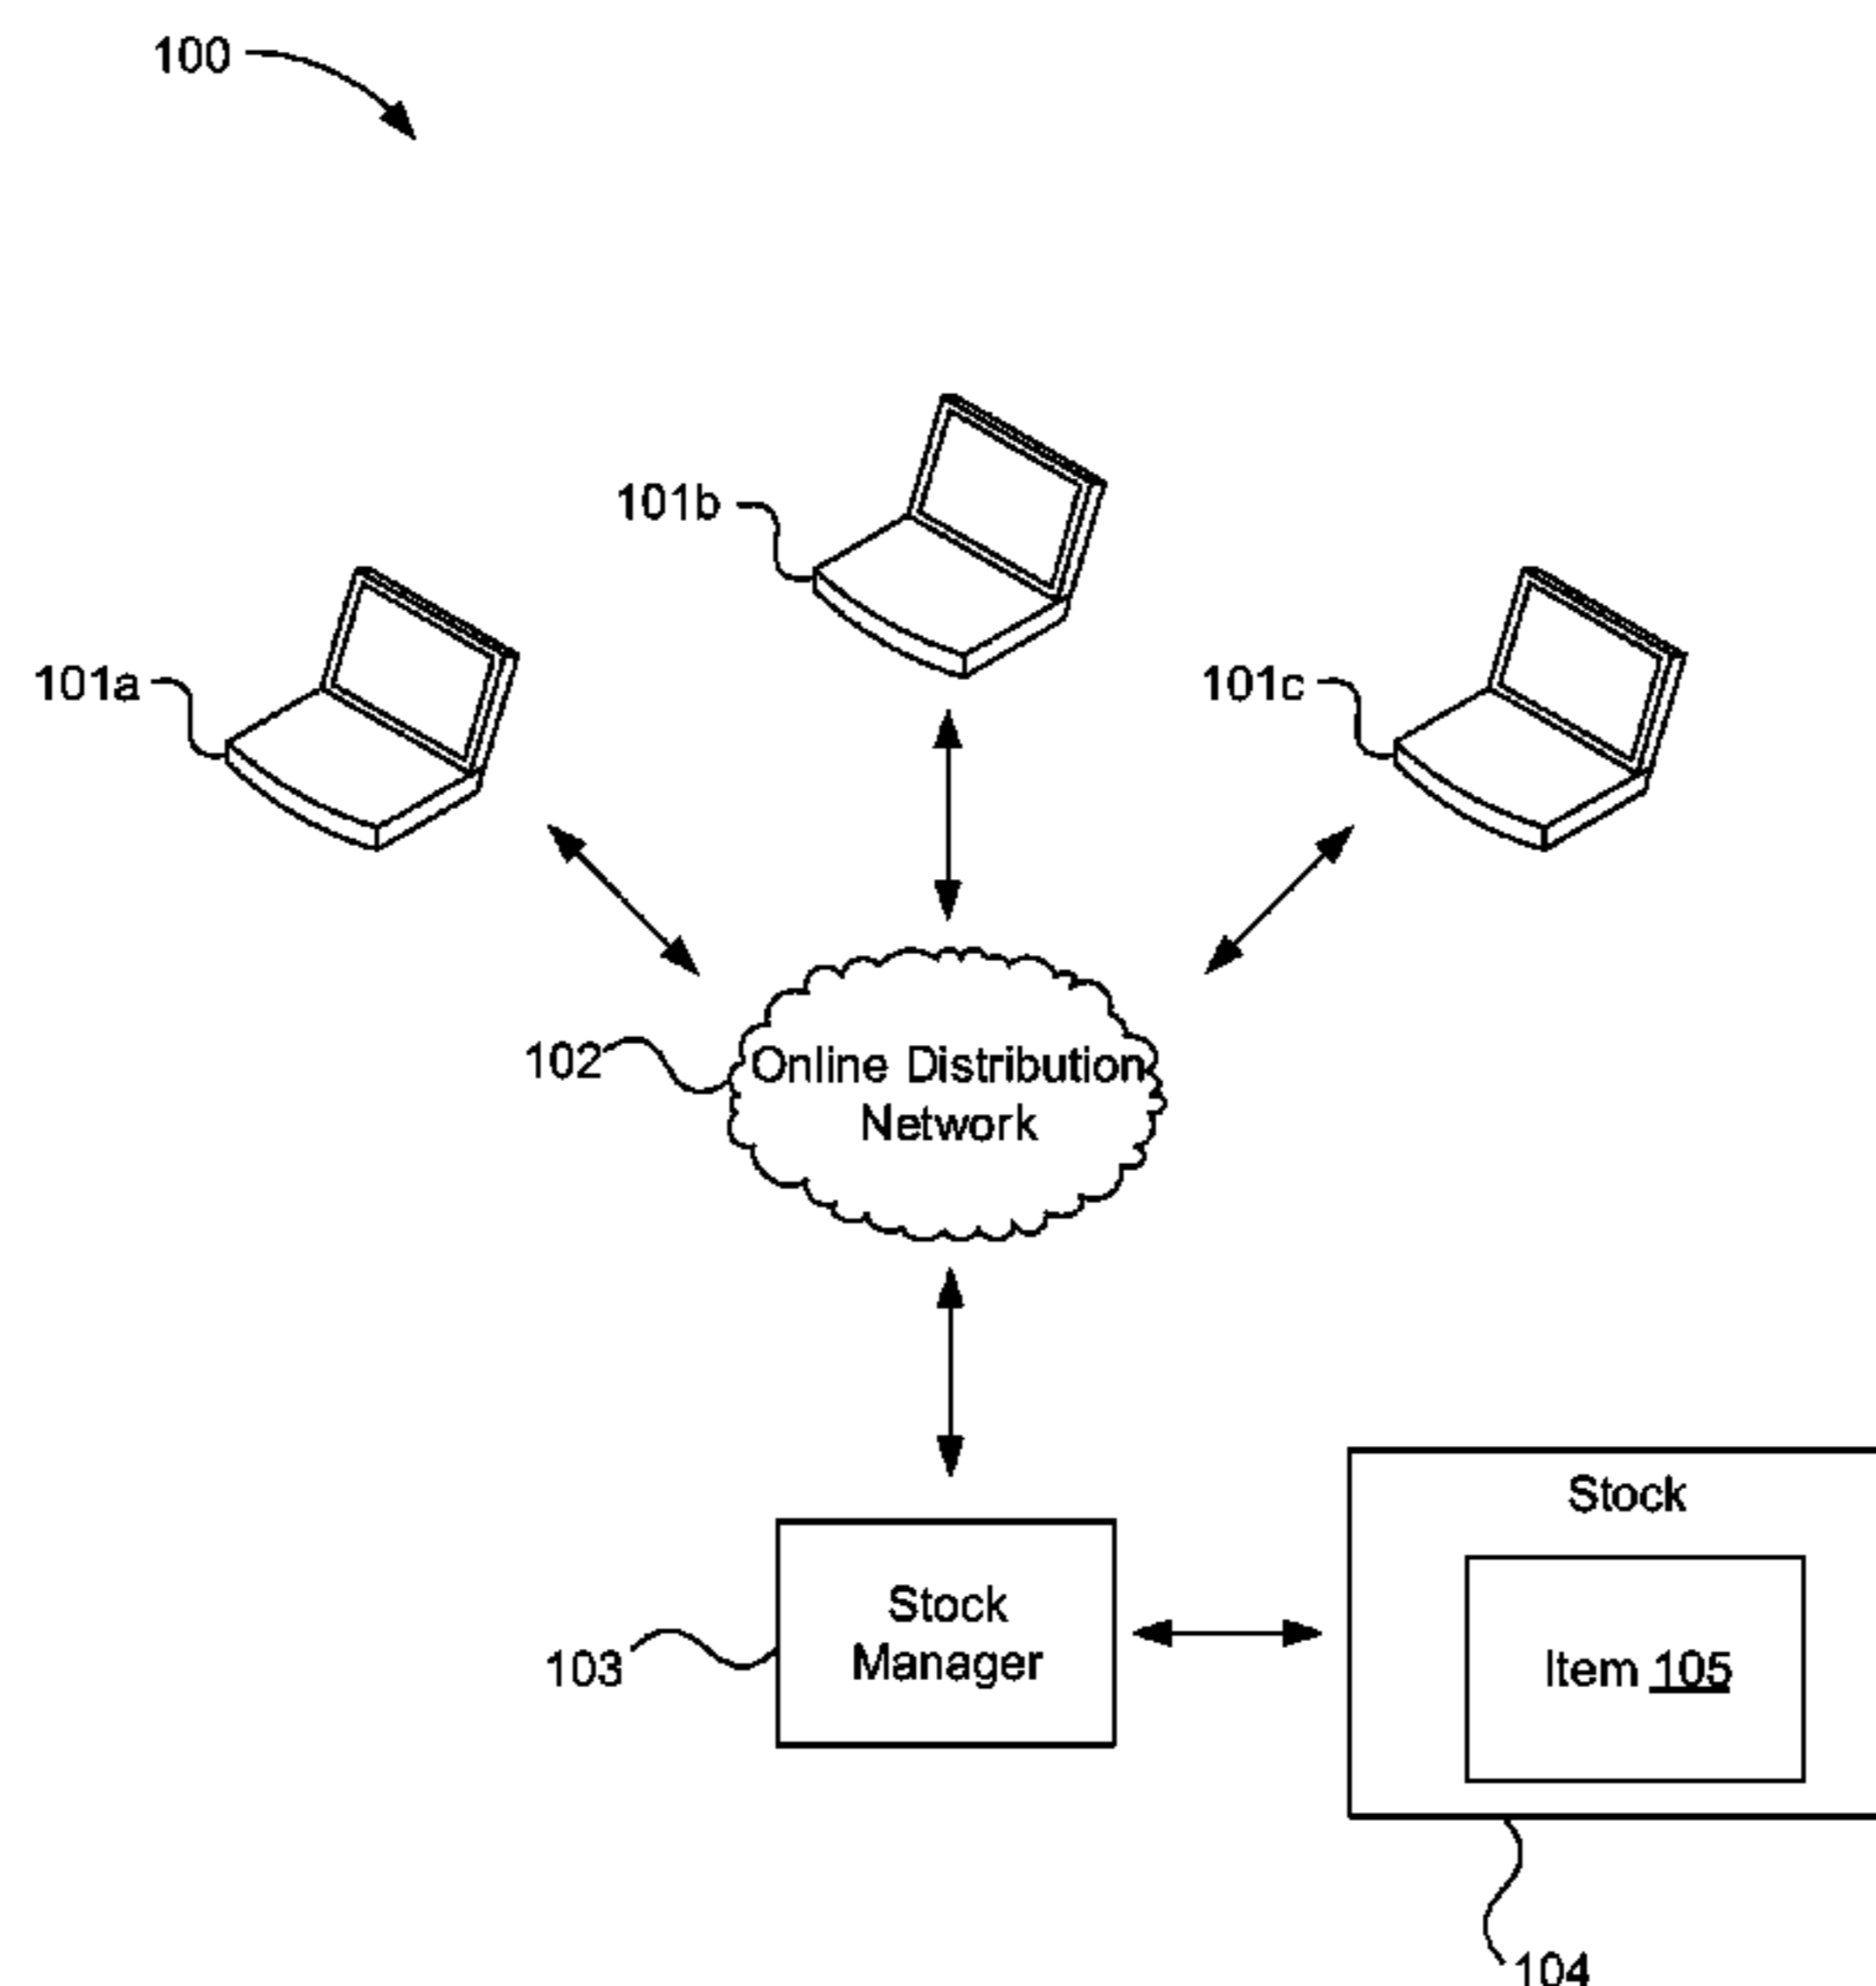 100
101b
101a
101c
102
Online Distribution
Network
Stock
Stock
Manager
103
Item 105
104